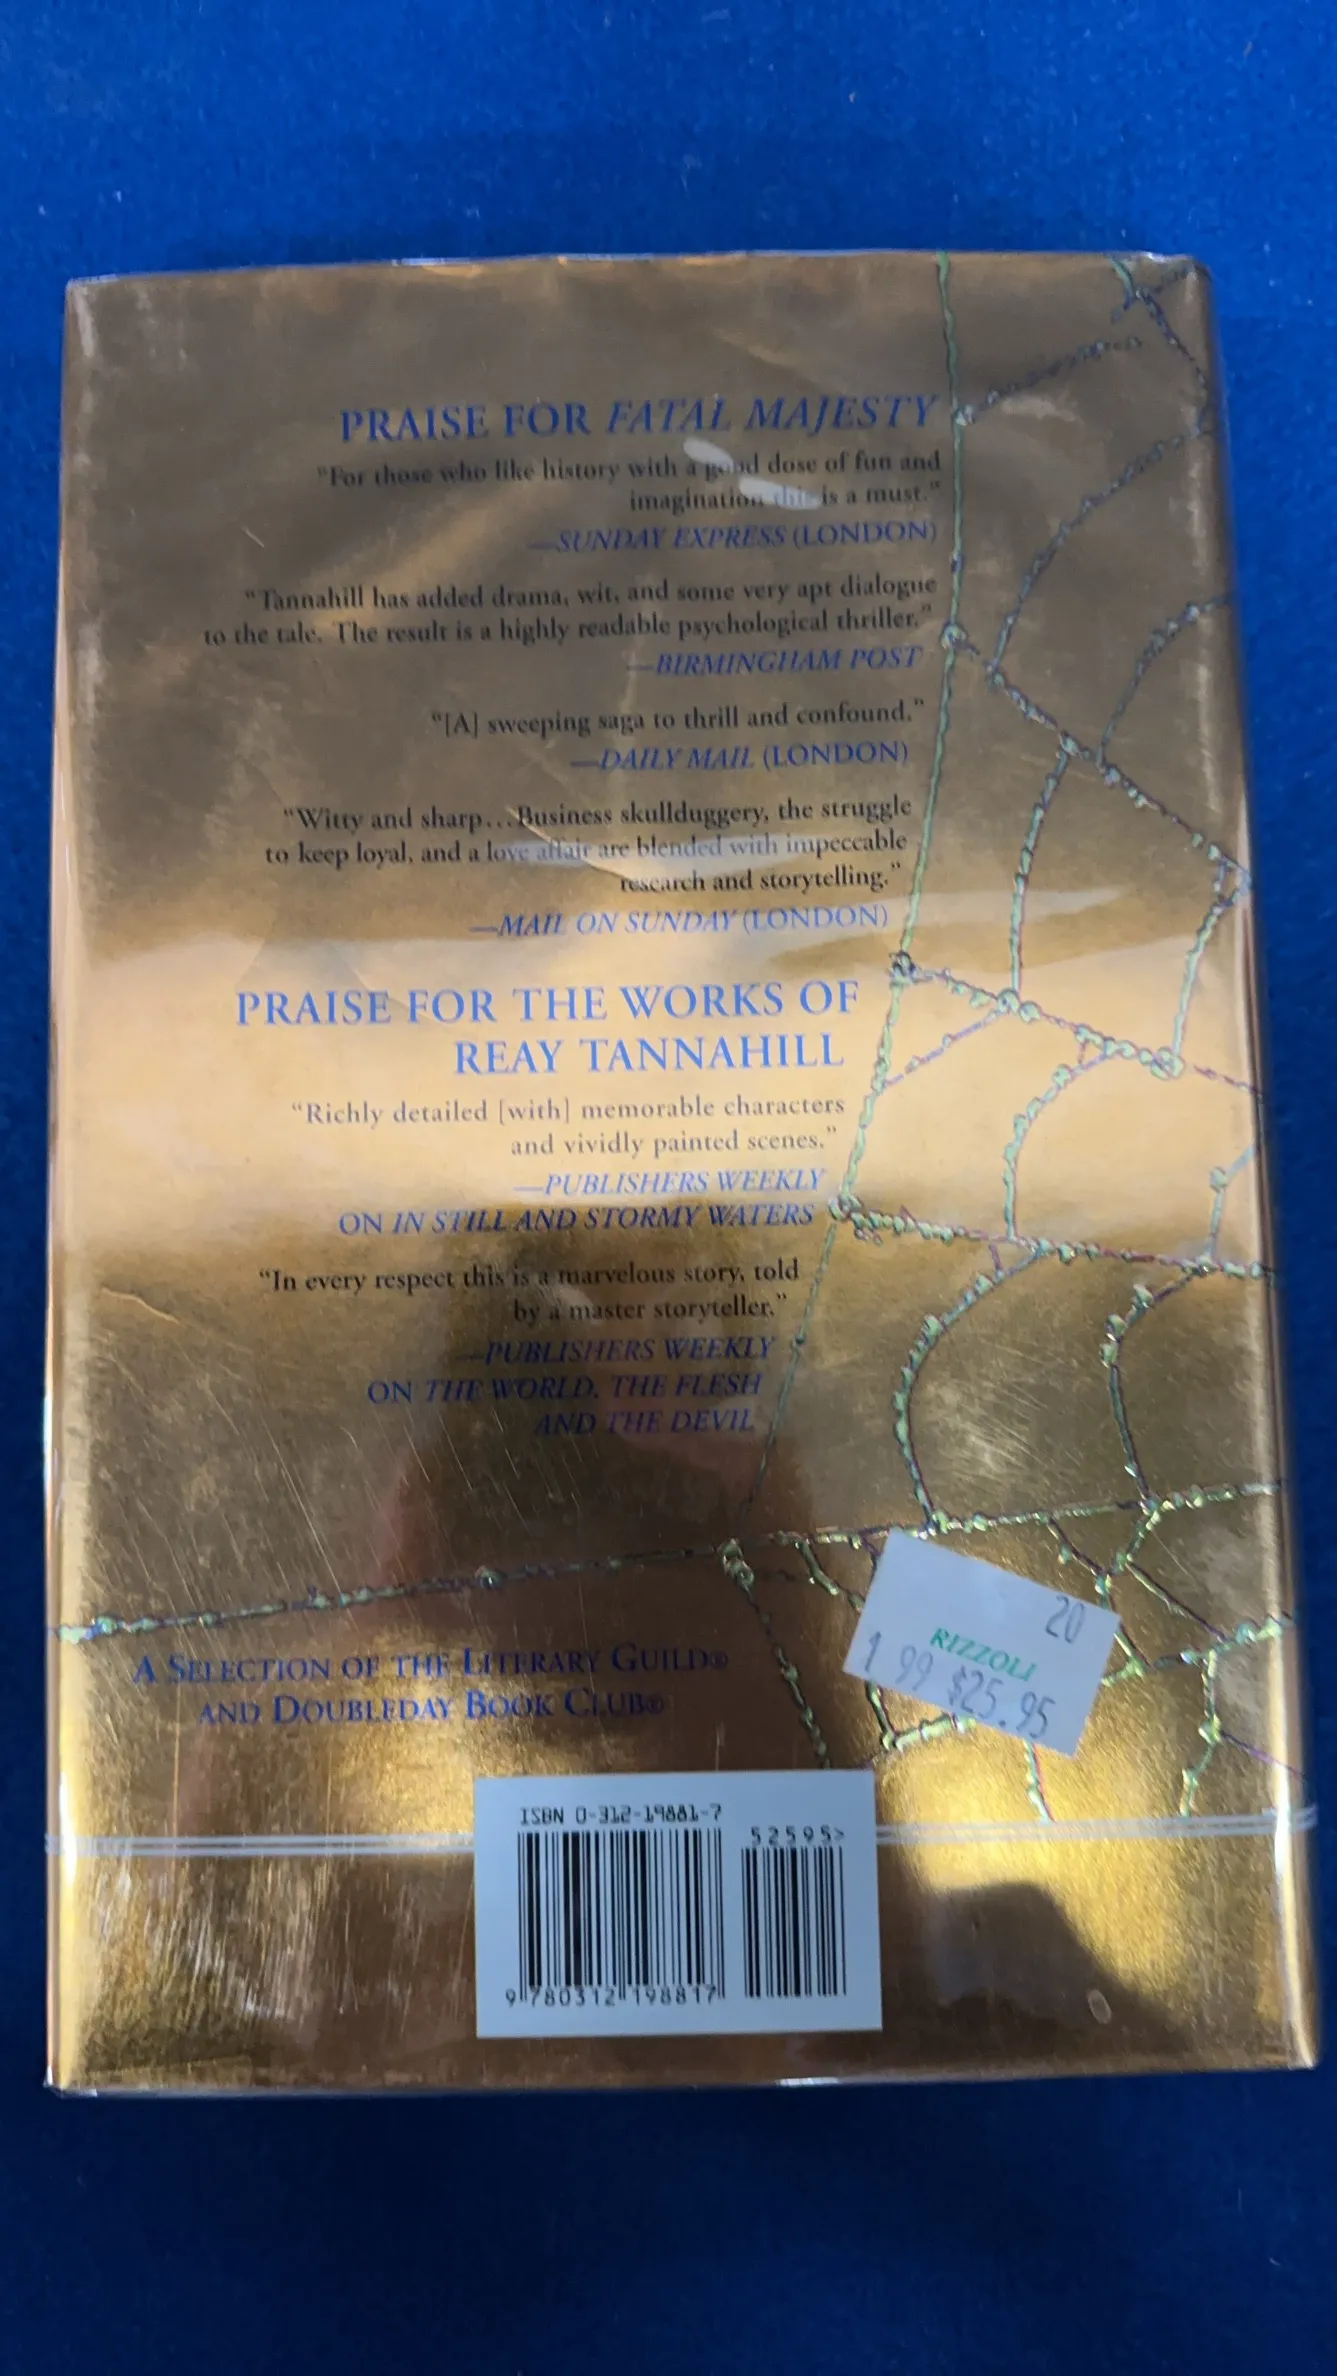 PRAISE FOR FATAL MAJESTY
“For those who like history with a good dose of fun and
imagination this is a must.”
—SUNDAY EXPRESS (LONDON)
“Tannahill has added drama, wit, and some very apt dialogue
to the tale. The result is a highly readable psychological thriller.”
—BIRMINGHAM POST
“[A] sweeping saga to thrill and confound.”
—DAILY MAIL (LONDON)
“Witty and sharp…Business skullduggery, the struggle
to keep loyal, and a love affair are blended with impeccable
research and storytelling.”
—MAIL ON SUNDAY (LONDON)
PRAISE FOR THE WORKS OF
REAY TANNAHILL
“Richly detailed [with] memorable characters
and vividly painted scenes.”
—PUBLISHERS WEEKLY
ON IN STILL AND STORMY WATERS
“In every respect this is a marvelous story, told
by a master storyteller.”
—PUBLISHERS WEEKLY
ON THE WORLD, THE FLESH
AND THE DEVIL
20
RIZZOLI
1 99 $25.95
A SELECTION OF THE LITERARY GUILD®
AND DOUBLEDAY BOOK CLUB®
ISBN 0-312-19881-7
52595>
9 780312 198817